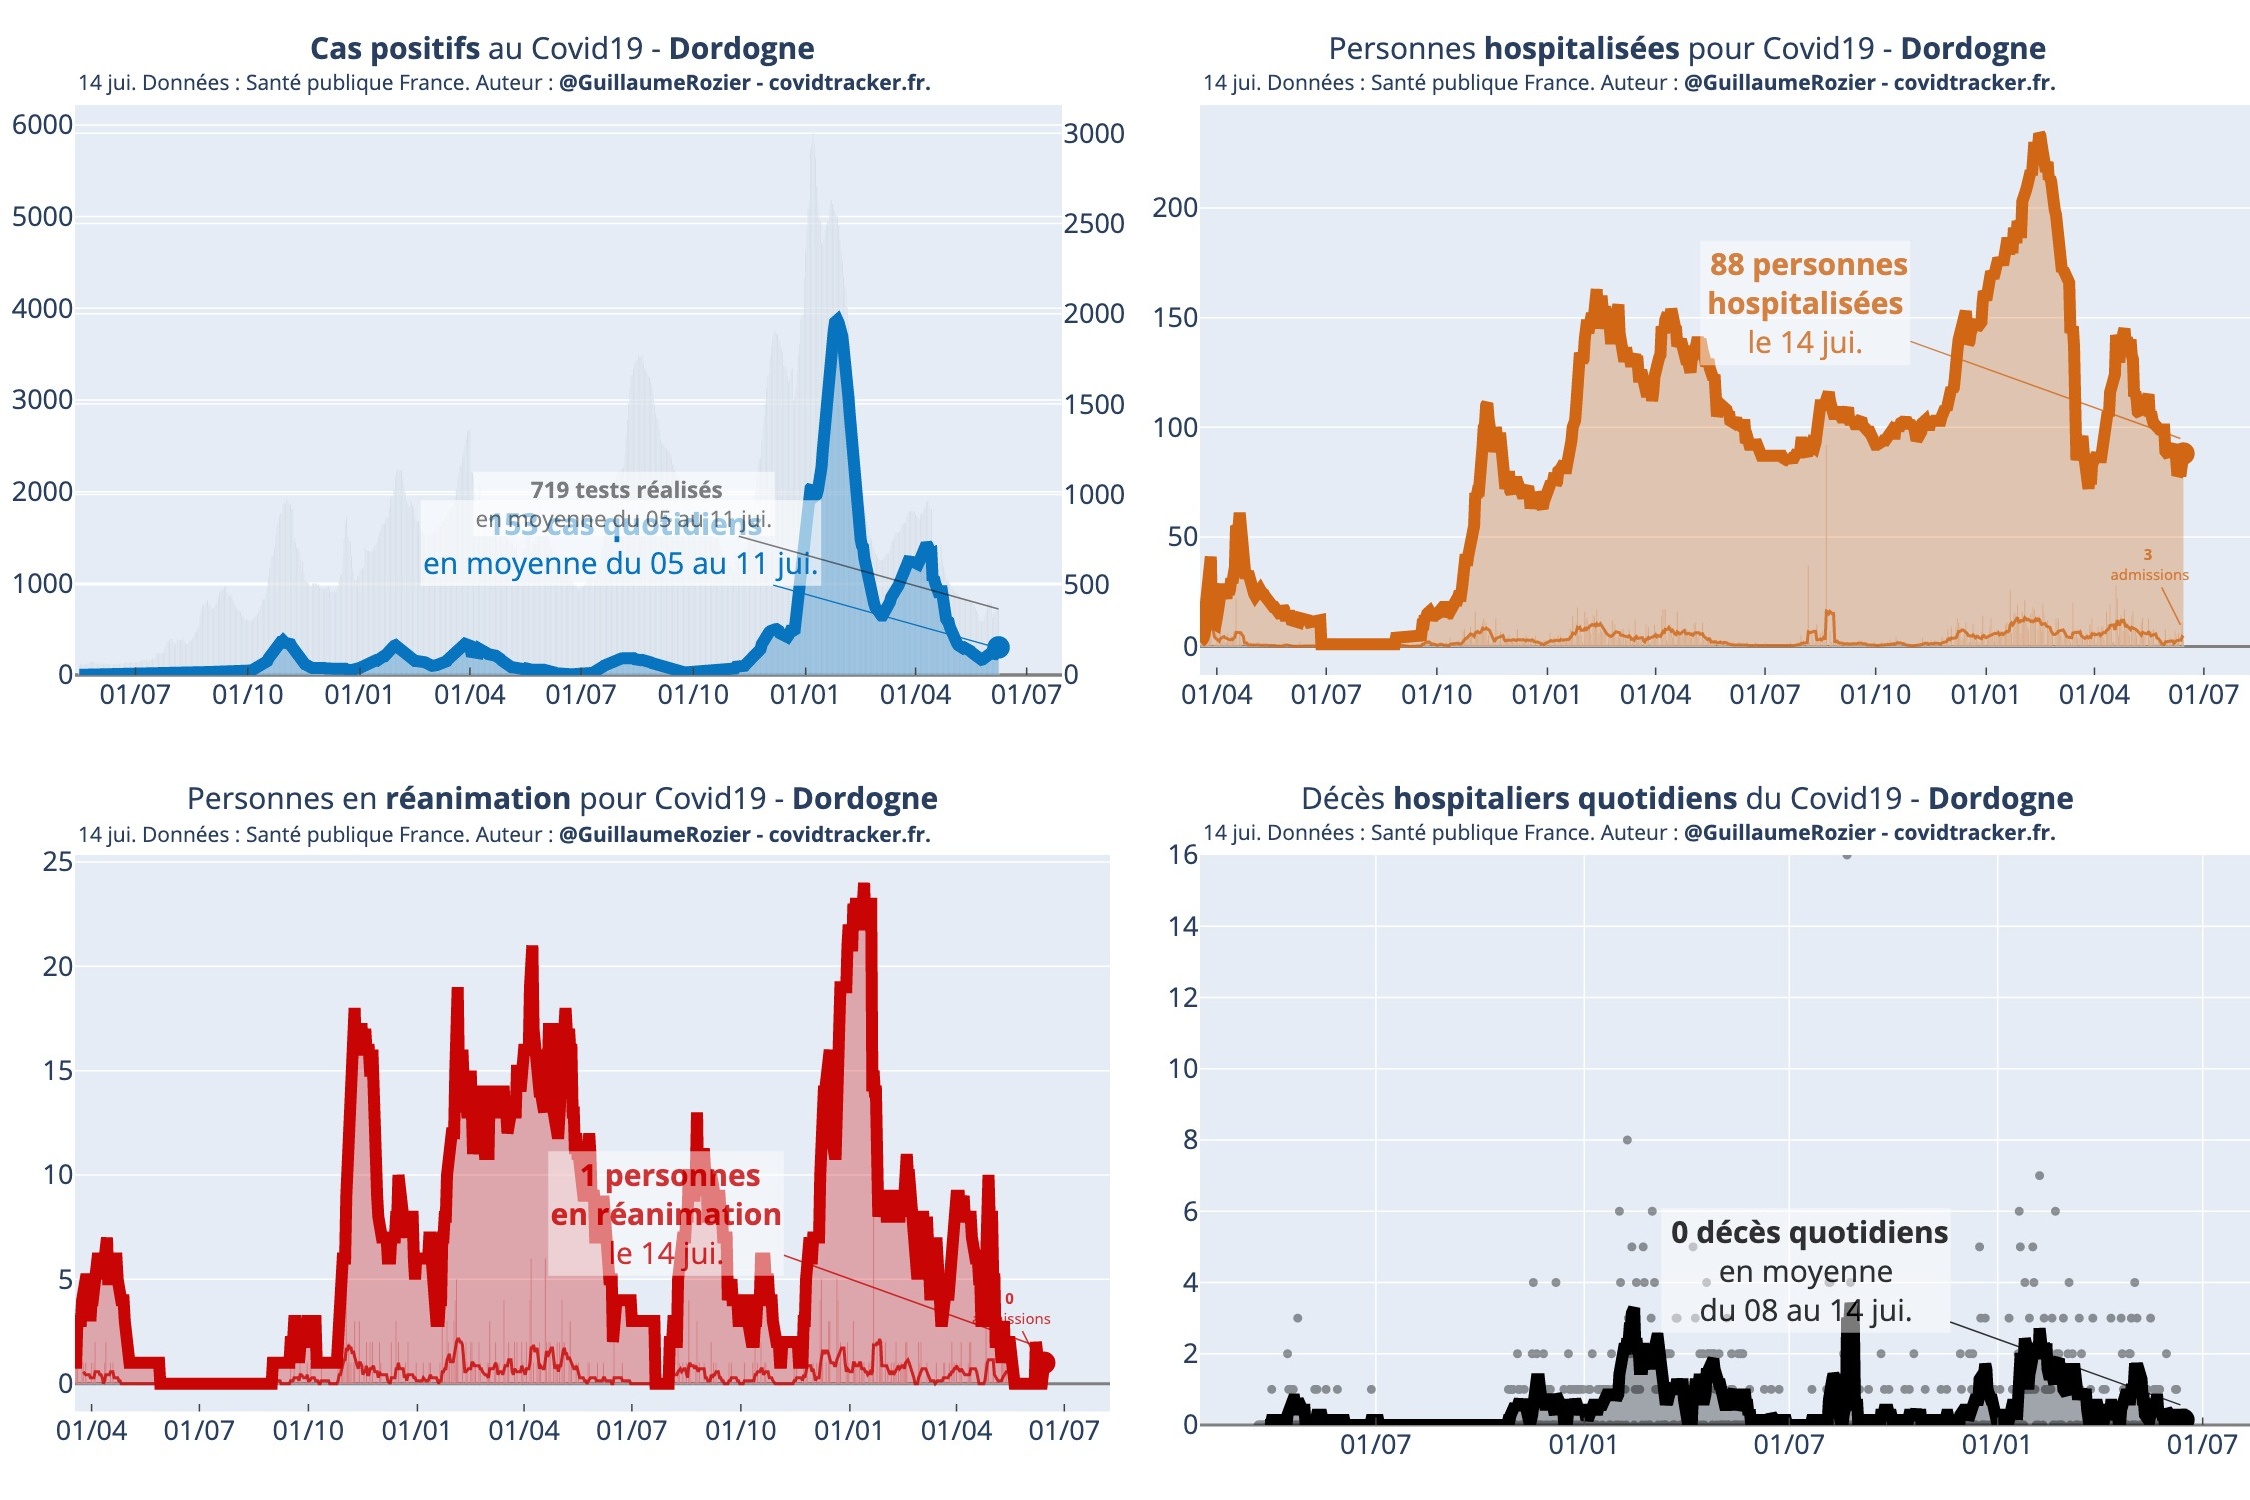 Cas positifs au Covid19 - Dordogne
14 jui. Données : Santé publique France. Auteur : @GuillaumeRozier - covidtracker.fr.
6000
5000
4000
3000
2000
1000
0
3000
2500
2000
1500
1000
500
0
719 tests réalisés
en moyenne du 05 au 11 jui.
153 cas quotidiens
en moyenne du 05 au 11 jui.
01/07 01/10 01/01 01/04 01/07 01/10 01/01 01/04 01/07
Personnes hospitalisées pour Covid19 - Dordogne
14 jui. Données : Santé publique France. Auteur : @GuillaumeRozier - covidtracker.fr.
200
150
100
50
0
88 personnes
hospitalisées
le 14 jui.
3
admissions
01/04 01/07 01/10 01/01 01/04 01/07 01/10 01/01 01/04 01/07
Personnes en réanimation pour Covid19 - Dordogne
14 jui. Données : Santé publique France. Auteur : @GuillaumeRozier - covidtracker.fr.
25
20
15
10
5
0
1 personnes
en réanimation
le 14 jui.
0
admissions
01/04 01/07 01/10 01/01 01/04 01/07 01/10 01/01 01/04 01/07
Décès hospitaliers quotidiens du Covid19 - Dordogne
14 jui. Données : Santé publique France. Auteur : @GuillaumeRozier - covidtracker.fr.
16
14
12
10
8
6
4
2
0
0 décès quotidiens
en moyenne
du 08 au 14 jui.
01/07 01/01 01/07 01/01 01/07